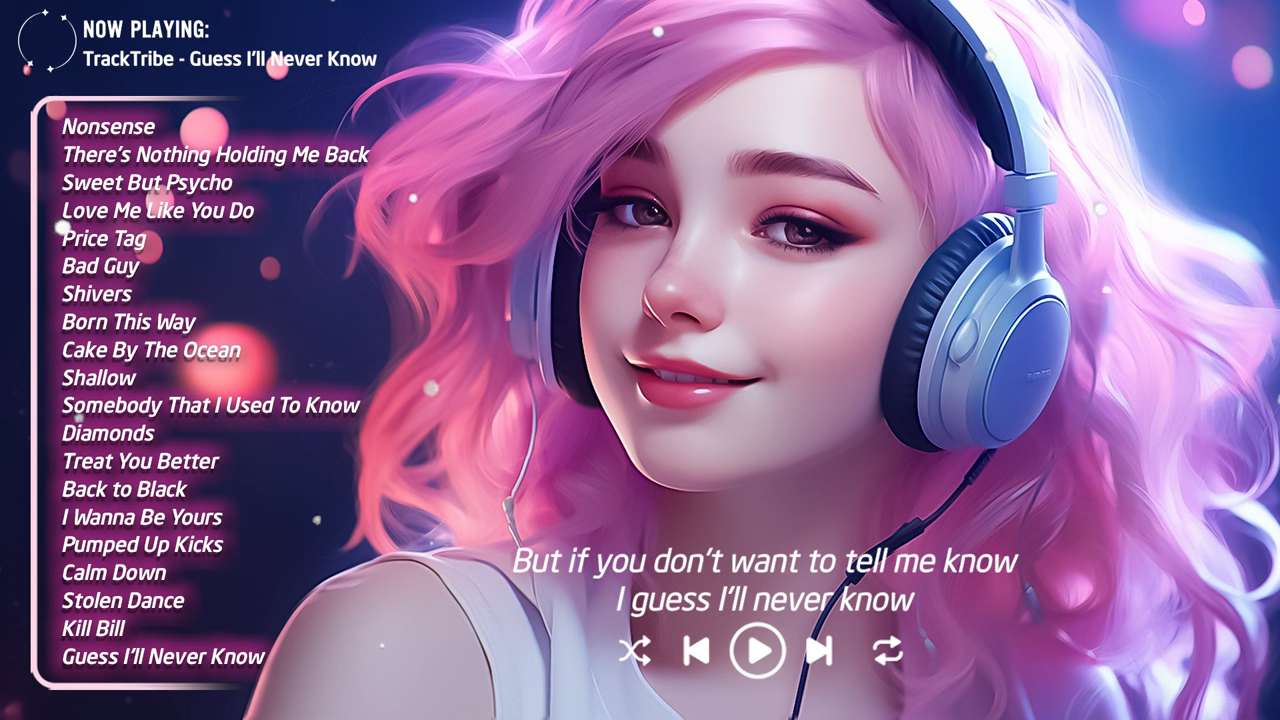 NOW PLAYING:
TrackTribe - Guess I'll Never Know
Nonsense
There's Nothing Holding Me Back
Sweet But Psycho
Love Me Like You Do
Price Tag
Bad Guy
Shivers
Born This Way
Cake By The Ocean
Shallow
Somebody That I Used To Know
Diamonds
Treat You Better
Back to Black
I Wanna Be Yours
Pumped Up Kicks
Calm Down
Stolen Dance
Kill Bill
Guess I'll Never Know
But if you don't want to tell me know
I guess I'll never know